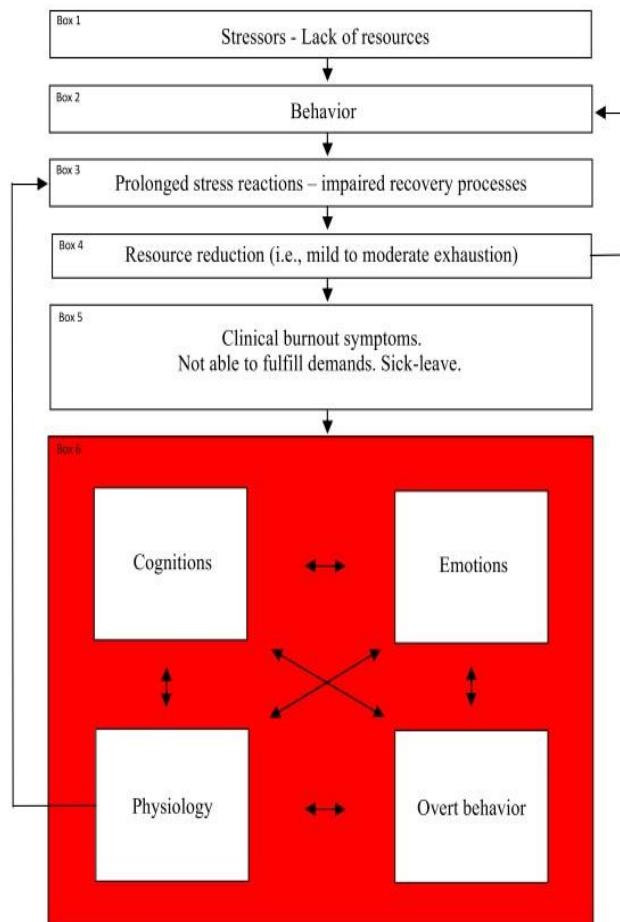 Box 1
Stressors - Lack of resources
Box 2
Behavior
Box 3
Prolonged stress reactions – impaired recovery processes
Box 4
Resource reduction (i.e., mild to moderate exhaustion)
Box 5
Clinical burnout symptoms.
Not able to fulfill demands. Sick-leave.
Box 6
Cognitions
Emotions
Physiology
Overt behavior